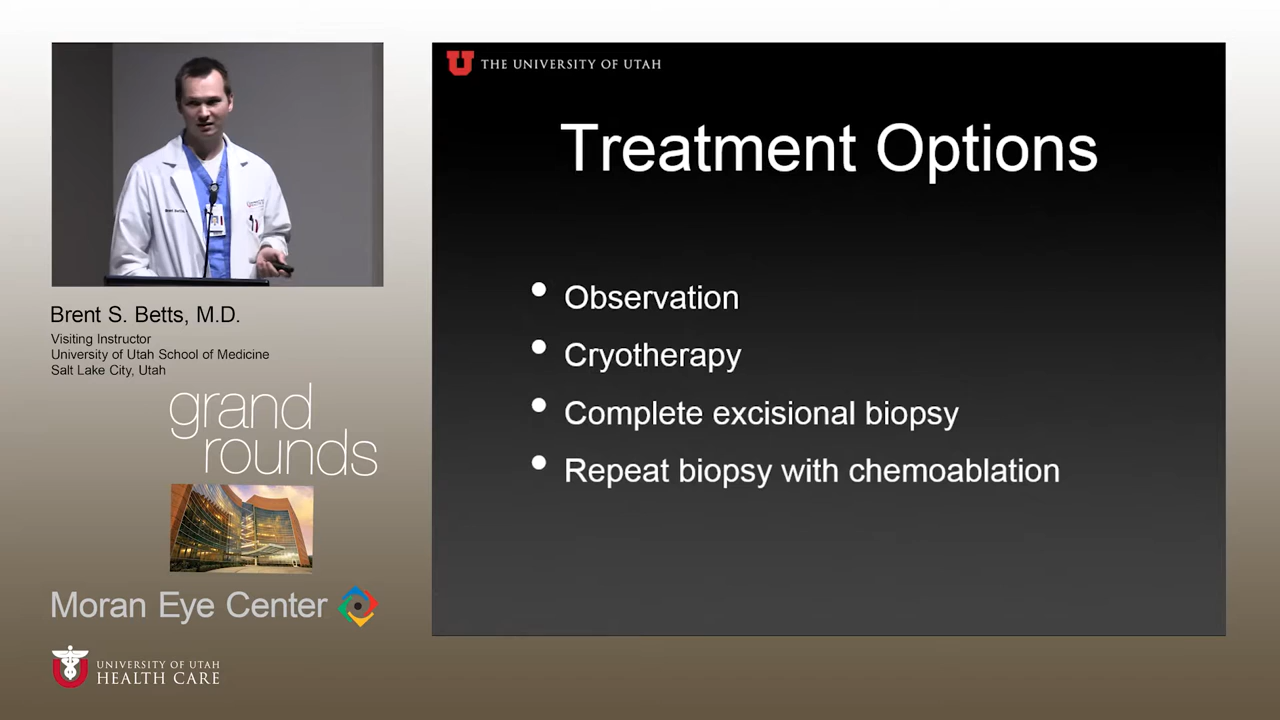 Brent S. Betts, M.D.
Visiting Instructor
University of Utah School of Medicine
Salt Lake City, Utah
grand
rounds
Moran Eye Center
UNIVERSITY OF UTAH
HEALTH CARE
THE UNIVERSITY OF UTAH
Treatment Options
• Observation
• Cryotherapy
• Complete excisional biopsy
• Repeat biopsy with chemoablation